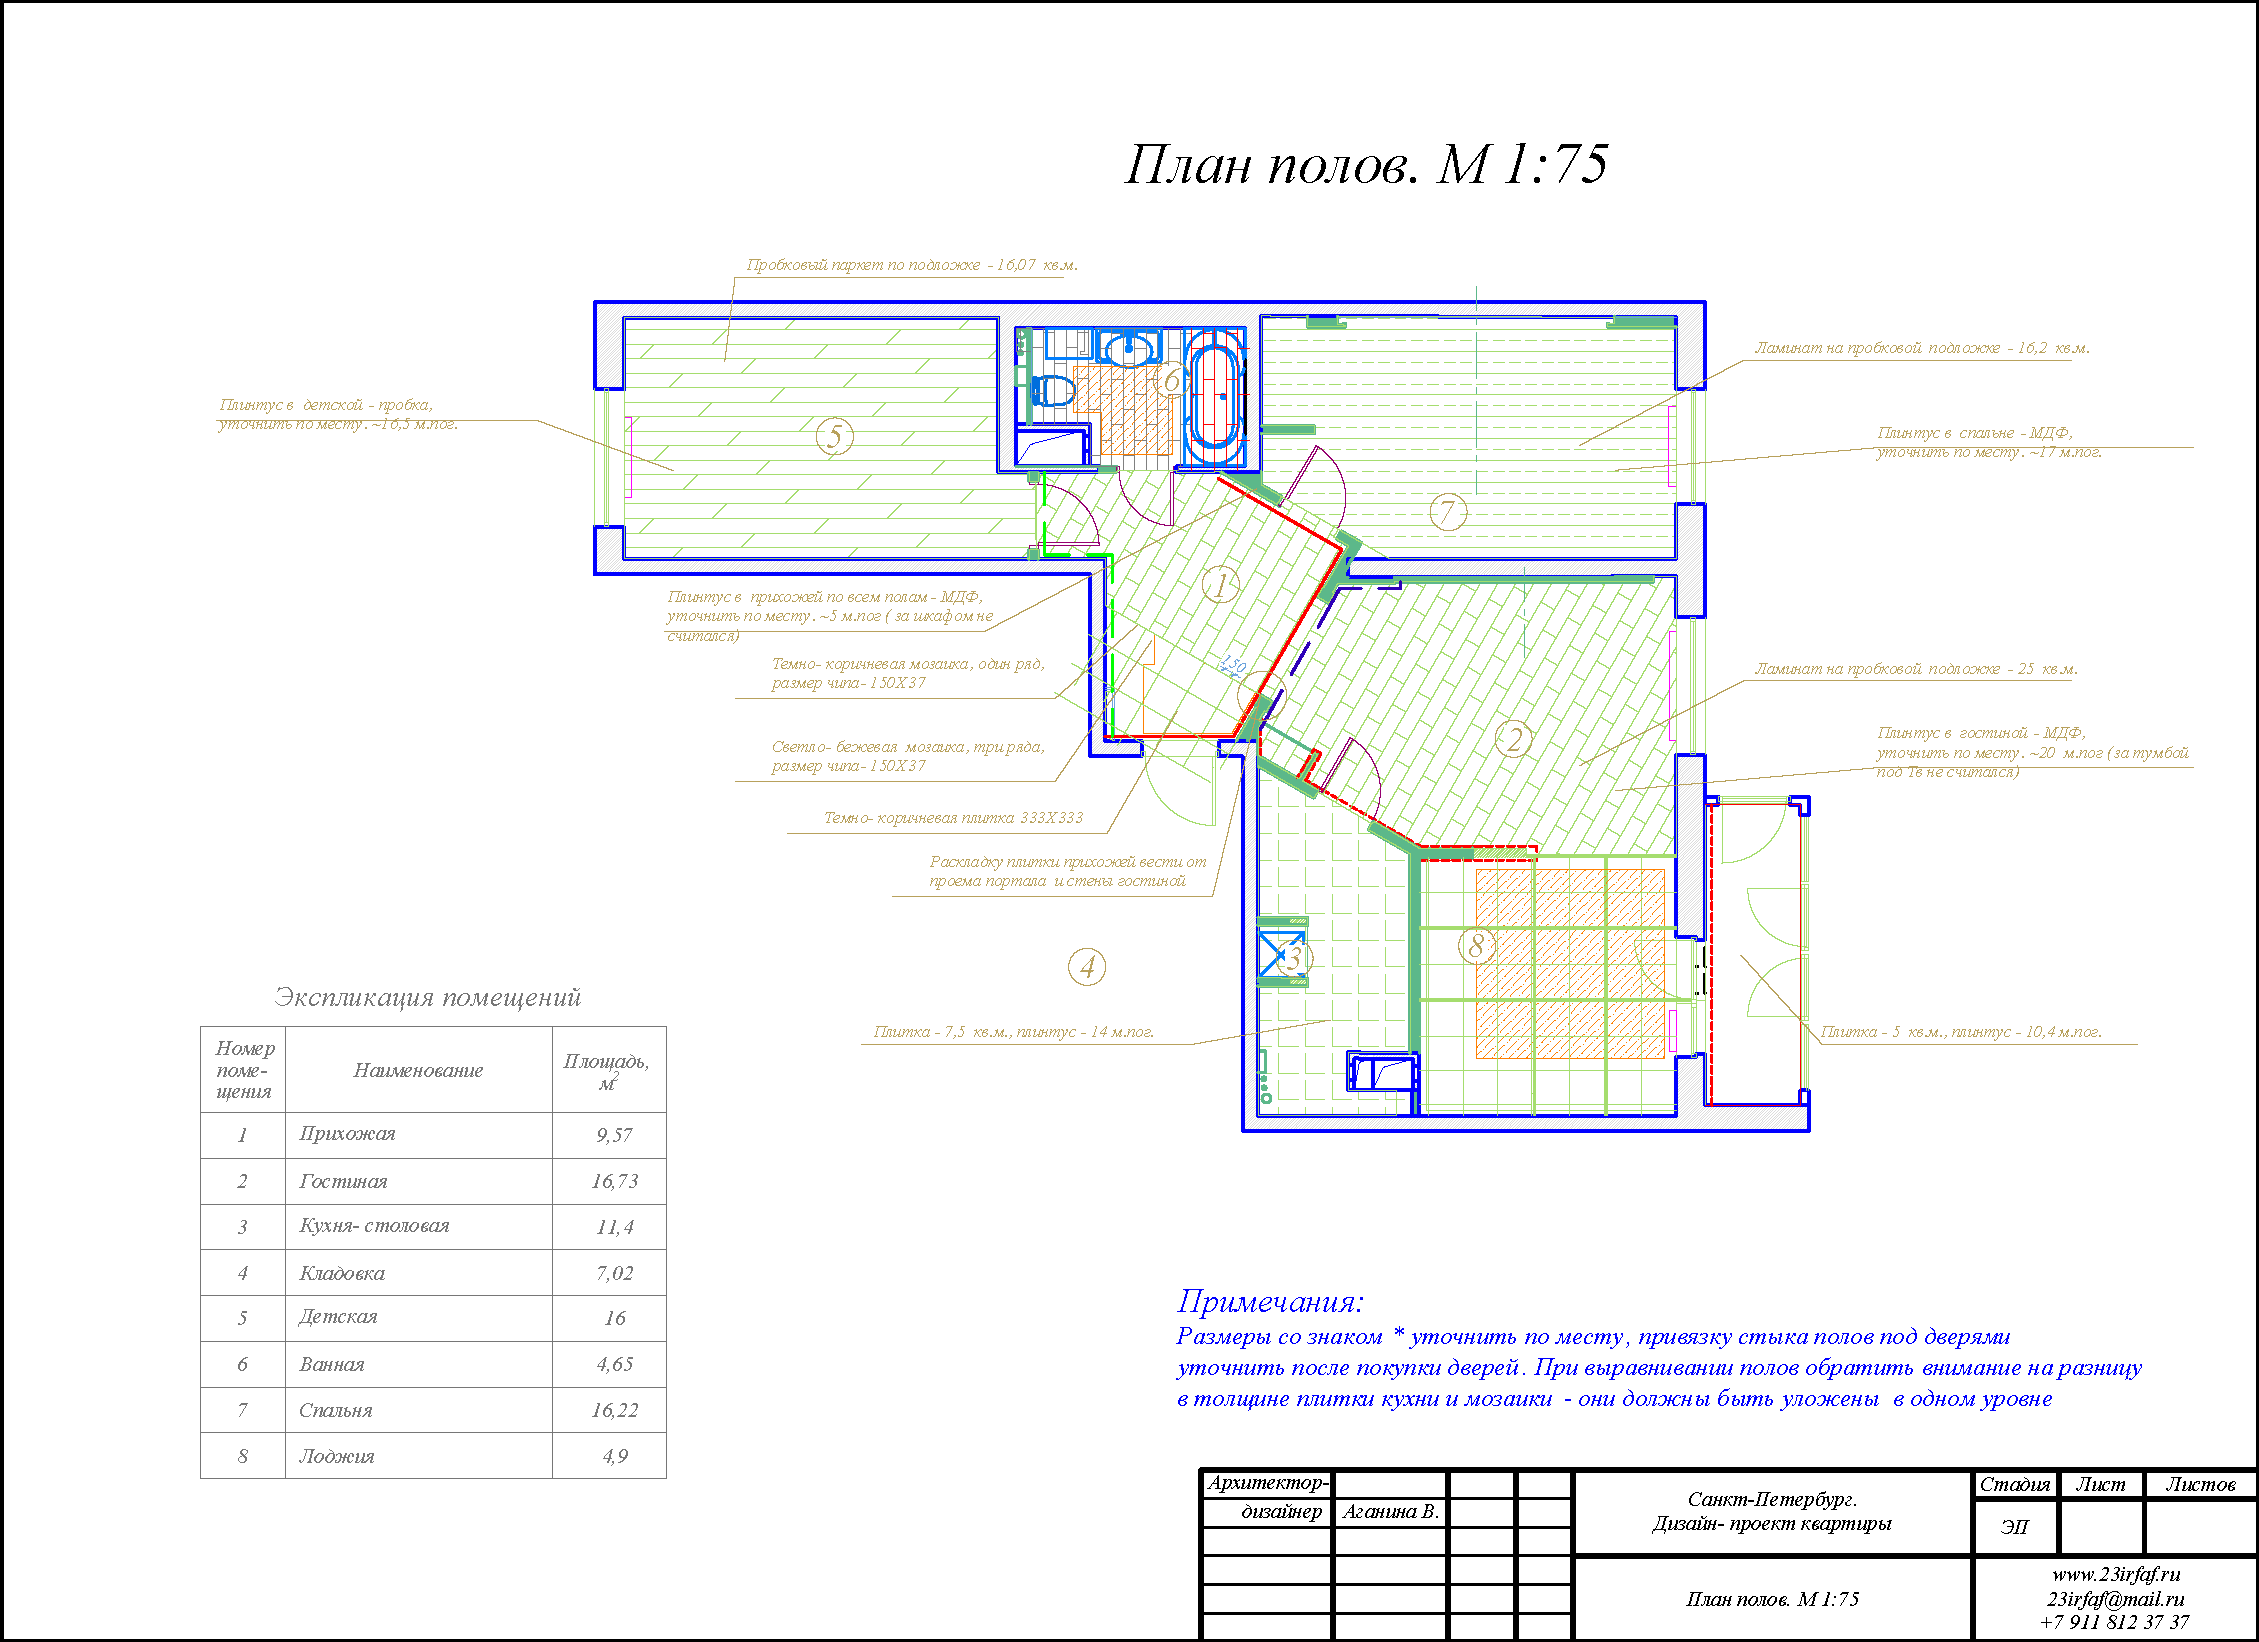 План полов. М 1:75
Пробковый паркет по подложке - 16,07 кв.м.
Ламинат на пробковой подложке - 16,2 кв.м.
Плинтус в детской - пробка,
уточнить по месту. ~16,5 м.пог.
Плинтус в спальне - МДФ,
уточнить по месту. ~17 м.пог.
6
5
7
1
Плинтус в прихожей по всем полам - МДФ,
уточнить по месту. ~5 м.пог ( за шкафом не
считался)
Темно- коричневая мозаика, один ряд,
размер чипа- 150Х37
150
Ламинат на пробковой подложке - 25 кв.м.
2
Плинтус в гостиной - МДФ,
уточнить по месту. ~20 м.пог (за тумбой
под Тв не считался)
Светло- бежевая мозаика, три ряда,
размер чипа- 150Х37
Темно- коричневая плитка 333Х333
Раскладку плитки прихожей вести от
проема портала и стены гостиной
4
3
8
Плитка - 7,5 кв.м., плинтус - 14 м.пог.
Плитка - 5 кв.м., плинтус - 10,4 м.пог.
Экспликация помещений
Номер поме- щения Наименование Площадь, м2
1 Прихожая 9,57
2 Гостиная 16,73
3 Кухня- столовая 11,4
4 Кладовка 7,02
5 Детская 16
6 Ванная 4,65
7 Спальня 16,22
8 Лоджия 4,9
Примечания:
Размеры со знаком * уточнить по месту, привязку стыка полов под дверями
уточнить после покупки дверей. При выравнивании полов обратить внимание на разницу
в толщине плитки кухни и мозаики - они должны быть уложены в одном уровне
Архитектор-
дизайнер Аганина В.
Санкт-Петербург.
Дизайн- проект квартиры
Стадия Лист Листов
ЭП
План полов. М 1:75
www.23irfaf.ru
23irfaf@mail.ru
+7 911 812 37 37